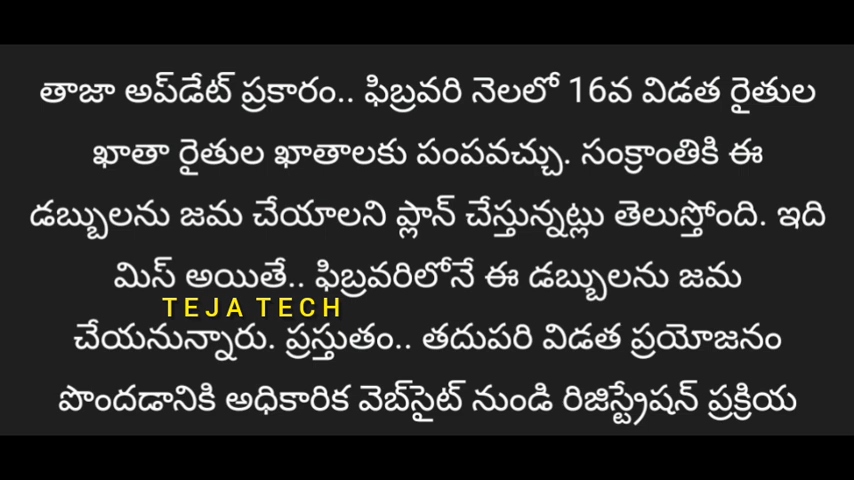 తాజా అప్‌డేట్ ప్రకారం.. ఫిబ్రవరి నెలలో 16వ విడత రైతుల
ఖాతా రైతుల ఖాతాలకు పంపవచ్చు. సంక్రాంతికి ఈ
డబ్బులను జమ చేయాలని ప్లాన్ చేస్తున్నట్లు తెలుస్తోంది. ఇది
మిస్ అయితే.. ఫిబ్రవరిలోనే ఈ డబ్బులను జమ
TEJA TECH
చేయనున్నారు. ప్రస్తుతం.. తదుపరి విడత ప్రయోజనం
పొందడానికి అధికారిక వెబ్‌సైట్ నుండి రిజిస్ట్రేషన్ ప్రక్రియ